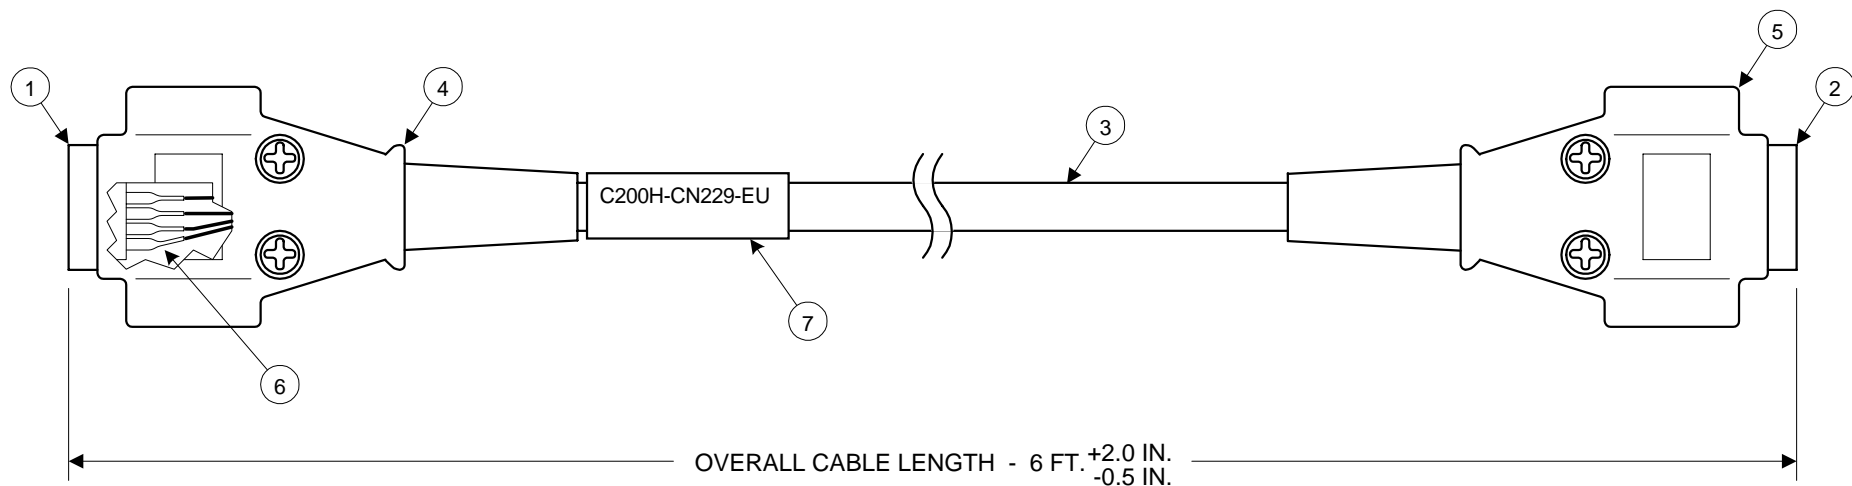 5
1
4
2
3
C200H-CN229-EU
7
6
OVERALL CABLE LENGTH - 6 FT. +2.0 IN.
-0.5 IN.